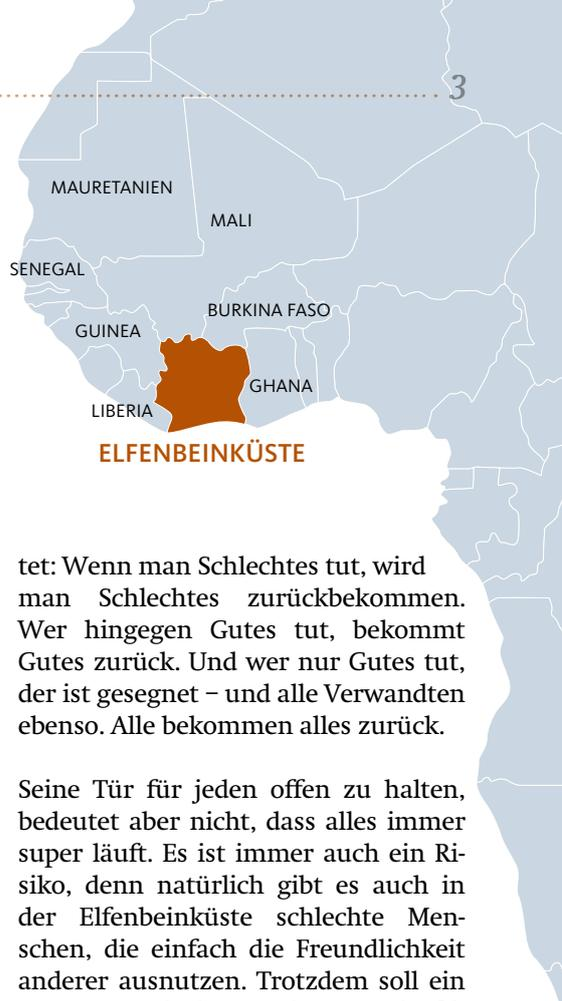 3
MAURETANIEN
MALI
SENEGAL
BURKINA FASO
GUINEA
GHANA
LIBERIA
ELFENBEINKÜSTE
tet: Wenn man Schlechtes tut, wird
man Schlechtes zurückbekommen.
Wer hingegen Gutes tut, bekommt
Gutes zurück. Und wer nur Gutes tut,
der ist gesegnet – und alle Verwandten
ebenso. Alle bekommen alles zurück.
Seine Tür für jeden offen zu halten,
bedeutet aber nicht, dass alles immer
super läuft. Es ist immer auch ein Ri-
siko, denn natürlich gibt es auch in
der Elfenbeinküste schlechte Men-
schen, die einfach die Freundlichkeit
anderer ausnutzen. Trotzdem soll ein